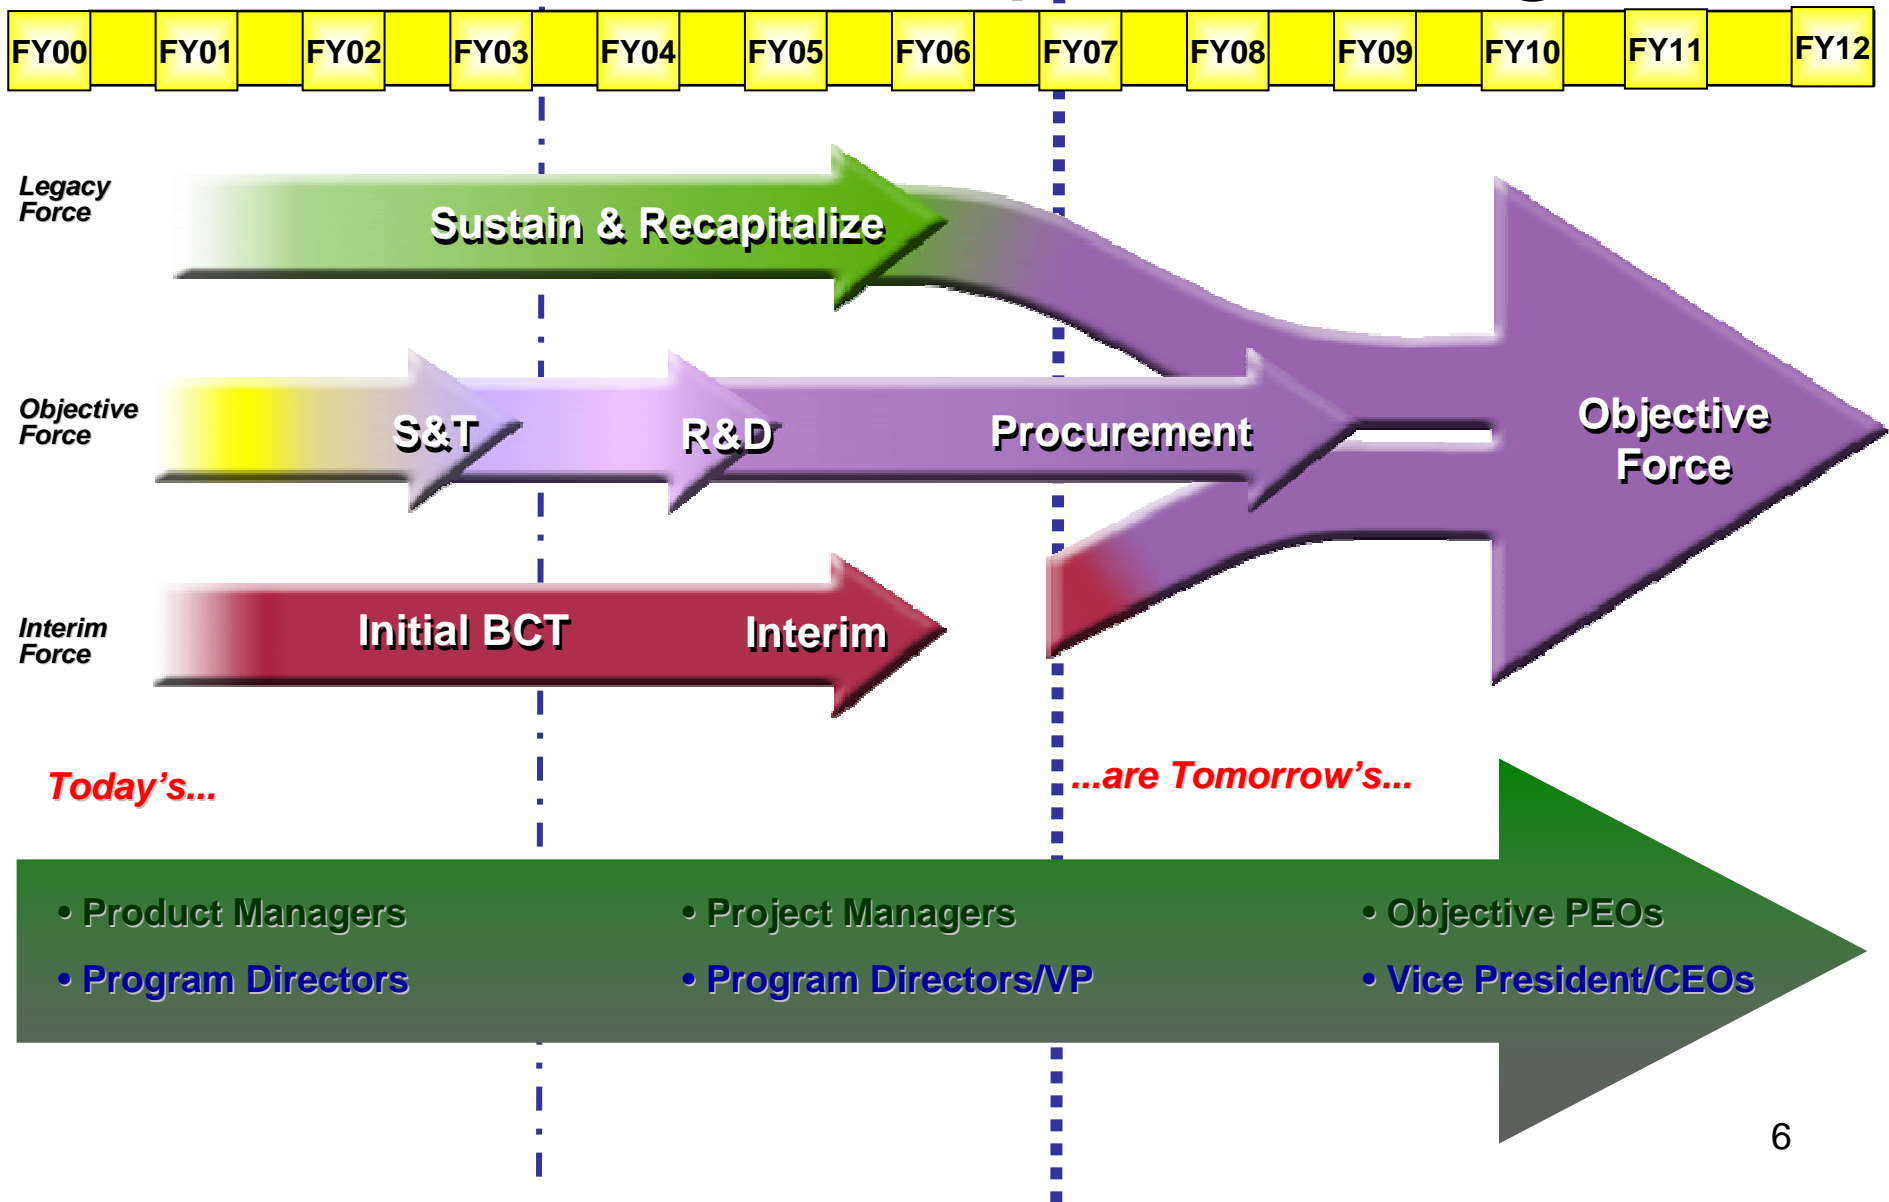 FY00 FY01 FY02 FY03 FY04 FY05 FY06 FY07 FY08 FY09 FY10 FY11 FY12
Legacy
Force
Sustain & Recapitalize
Objective
Force
S&T
R&D
Procurement
Objective
Force
Interim
Force
Initial BCT
Interim
Today's...
...are Tomorrow's...
• Product Managers
• Project Managers
• Objective PEOs
• Program Directors
• Program Directors/VP
• Vice President/CEOs
6